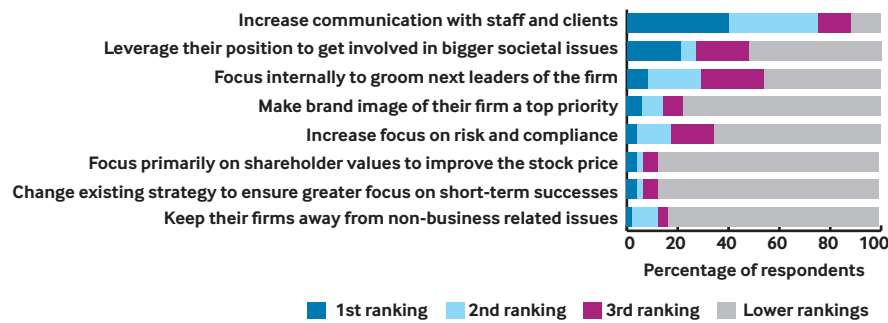 Increase communication with staff and clients
Leverage their position to get involved in bigger societal issues
Focus internally to groom next leaders of the firm
Make brand image of their firm a top priority
Increase focus on risk and compliance
Focus primarily on shareholder values to improve the stock price
Change existing strategy to ensure greater focus on short-term successes
Keep their firms away from non-business related issues
0 20 40 60 80 100
Percentage of respondents
1st ranking 2nd ranking 3rd ranking Lower rankings